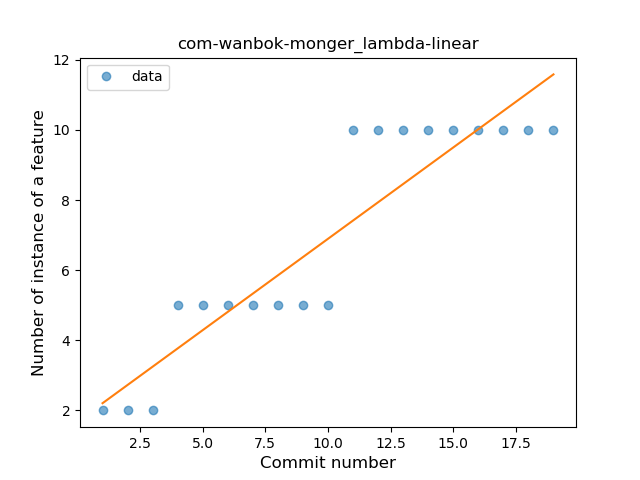 com-wanbok-monger_lambda-linear
data
Number of instance of a feature
12
10
8
6
4
2
2.5 5.0 7.5 10.0 12.5 15.0 17.5
Commit number